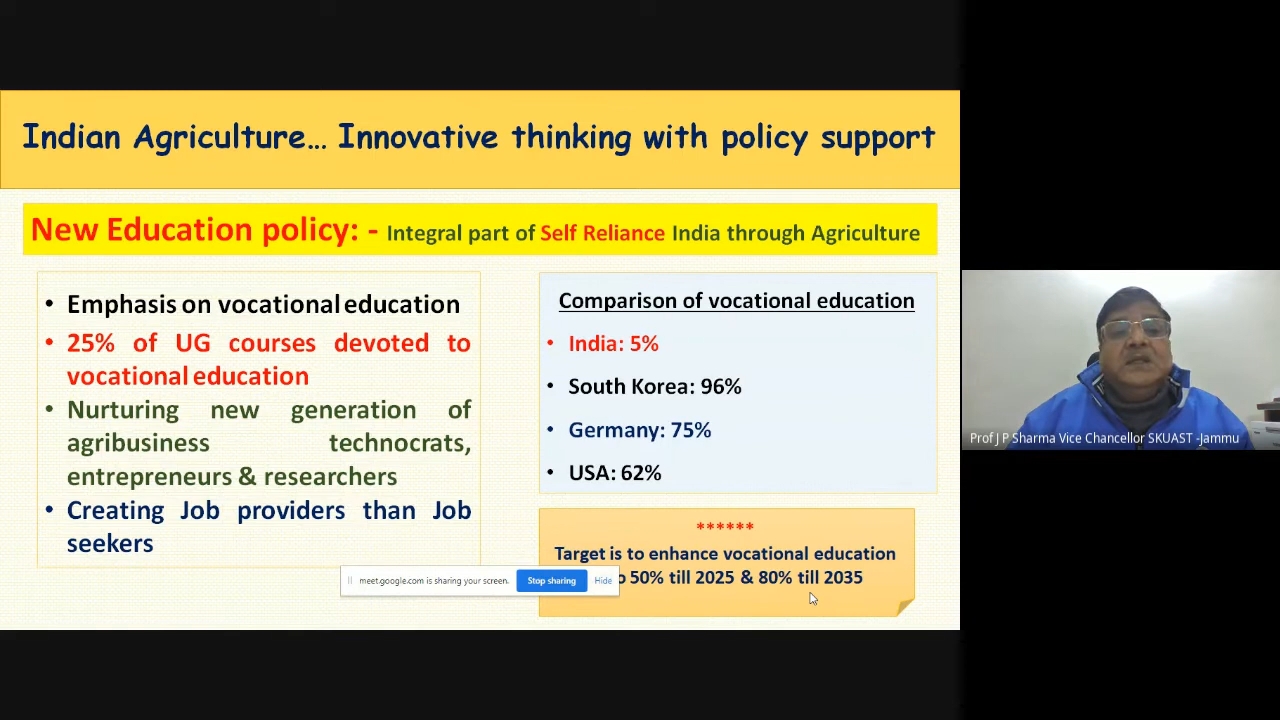 Indian Agriculture... Innovative thinking with policy support
New Education policy: - Integral part of Self Reliance India through Agriculture
• Emphasis on vocational education
• 25% of UG courses devoted to
vocational education
• Nurturing new generation of
agribusiness technocrats,
entrepreneurs & researchers
• Creating Job providers than Job
seekers
Comparison of vocational education
• India: 5%
• South Korea: 96%
• Germany: 75%
• USA: 62%
******
Target is to enhance vocational education
50% till 2025 & 80% till 2035
meet.google.com is sharing your screen.
Stop sharing
Hide
Prof J P Sharma Vice Chancellor SKUAST -Jammu